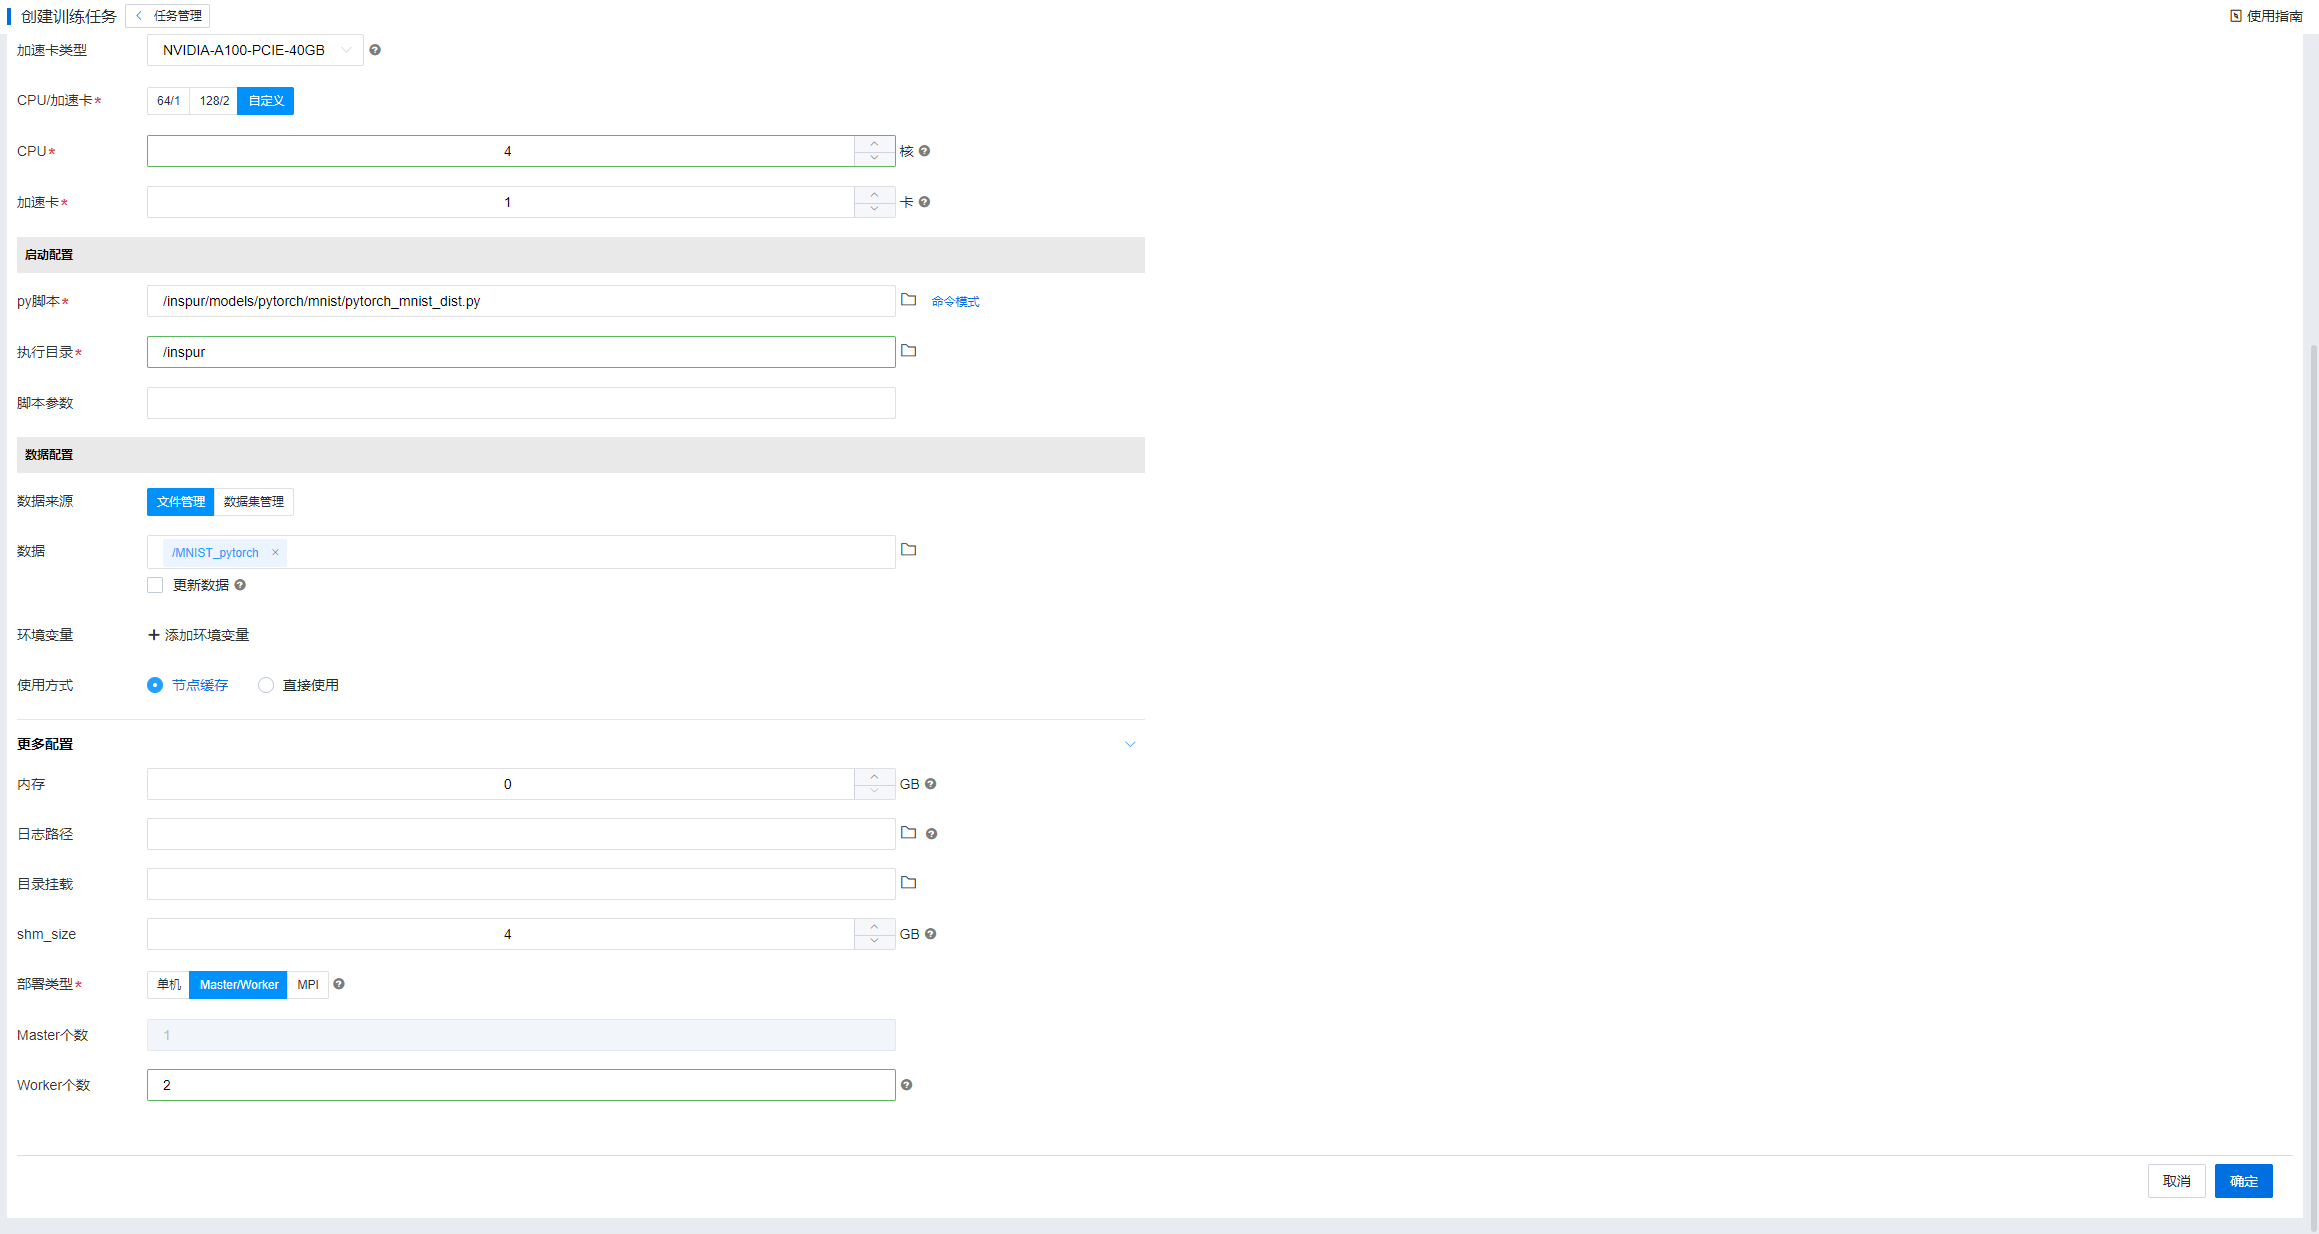 创建训练任务 任务管理 使用指南
加速卡类型 NVIDIA-A100-PCIE-40GB
CPU/加速卡* 64/1 128/2 自定义
CPU* 4 核
加速卡* 1 卡
启动配置
py脚本* /inspur/models/pytorch/mnist/pytorch_mnist_dist.py 命令模式
执行目录* /inspur
脚本参数
数据配置
数据来源 文件管理 数据集管理
数据 /MNIST_pytorch ×
更新数据
环境变量 + 添加环境变量
使用方式 节点缓存 直接使用
更多配置
内存 0 GB
日志路径
目录挂载
shm_size 4 GB
部署类型* 单机 Master/Worker MPI
Master个数 1
Worker个数 2
取消 确定